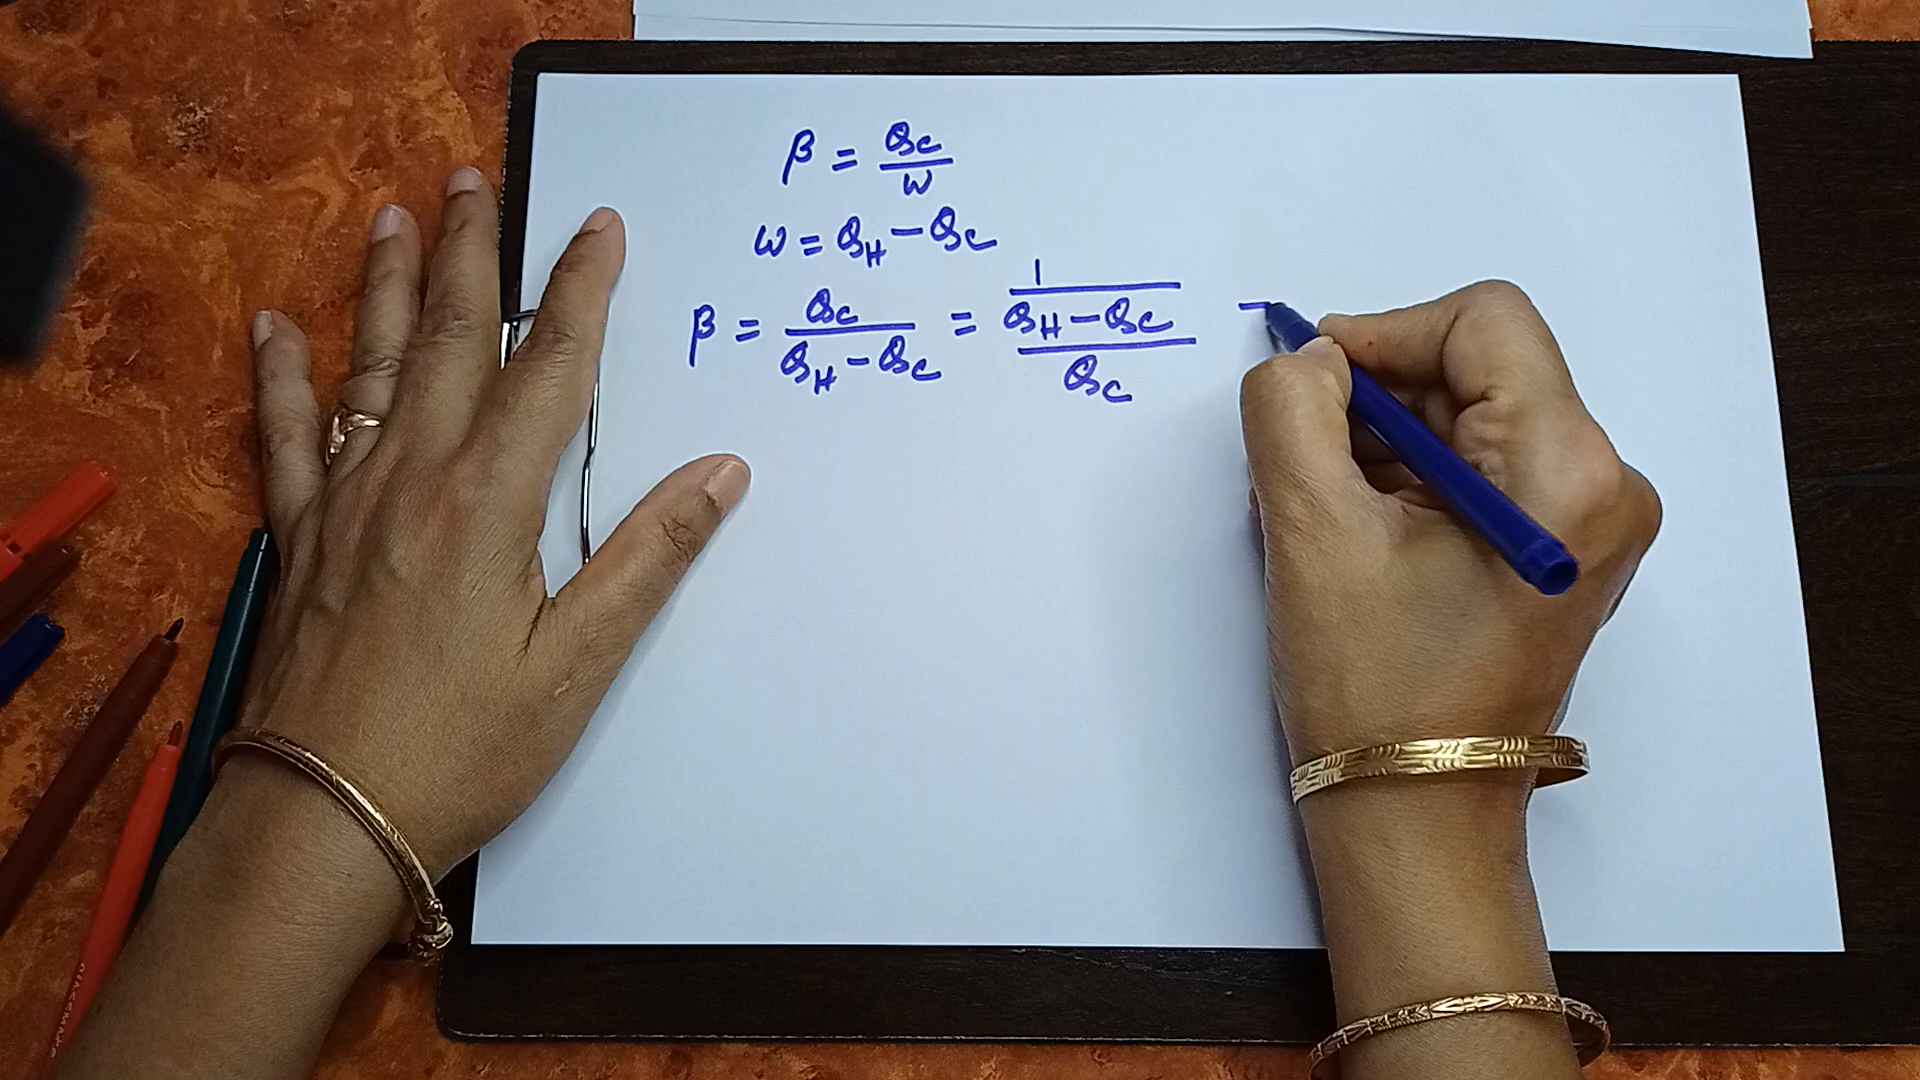 β = Qc/W
W = QH − Qc
β = Qc/(QH − Qc) = 1/((QH − Qc)/Qc) −